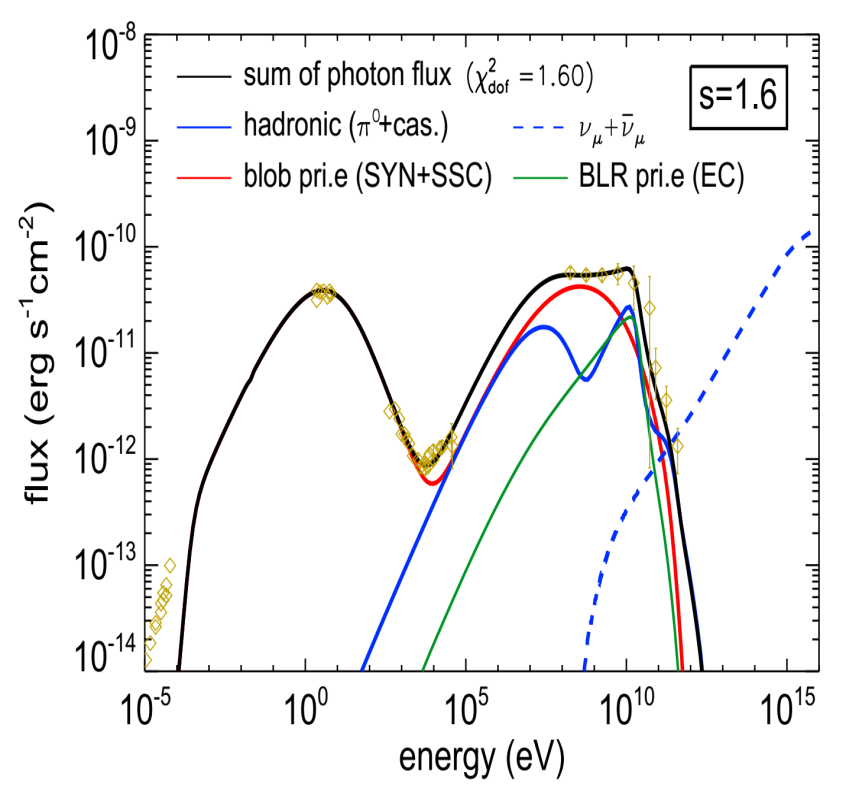 sum of photon flux (χ²dof =1.60)
s=1.6
hadronic (π⁰+cas.)
νμ+ν̄μ
blob pri.e (SYN+SSC)
BLR pri.e (EC)
flux (erg s⁻¹cm⁻²)
10⁻⁸
10⁻⁹
10⁻¹⁰
10⁻¹¹
10⁻¹²
10⁻¹³
10⁻¹⁴
10⁻⁵ 10⁰ 10⁵ 10¹⁰ 10¹⁵
energy (eV)